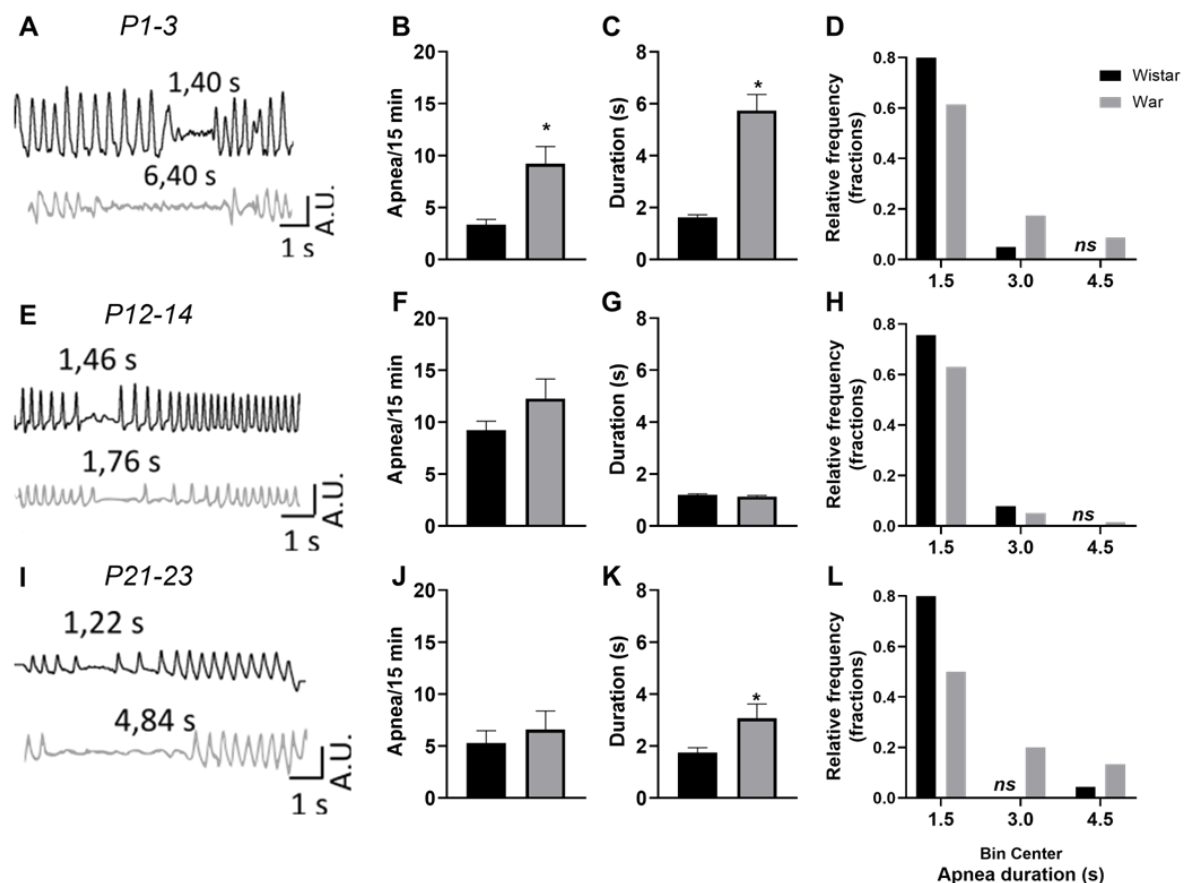 A P1-3
1,40 s
6,40 s
A.U.
1 s
B
20
15
10
5
0
Apnea/15 min
*
C
8
6
4
2
0
Duration (s)
*
D
0.8
0.6
0.4
0.2
0.0
Relative frequency
(fractions)
ns
1.5 3.0 4.5
Wistar
War
E P12-14
1,46 s
1,76 s
A.U.
1 s
F
20
15
10
5
0
Apnea/15 min
G
8
6
4
2
0
Duration (s)
H
0.8
0.6
0.4
0.2
0.0
Relative frequency
(fractions)
ns
1.5 3.0 4.5
I P21-23
1,22 s
4,84 s
A.U.
1 s
J
20
15
10
5
0
Apnea/15 min
K
8
6
4
2
0
Duration (s)
*
L
0.8
0.6
0.4
0.2
0.0
Relative frequency
(fractions)
ns
1.5 3.0 4.5
Bin Center
Apnea duration (s)